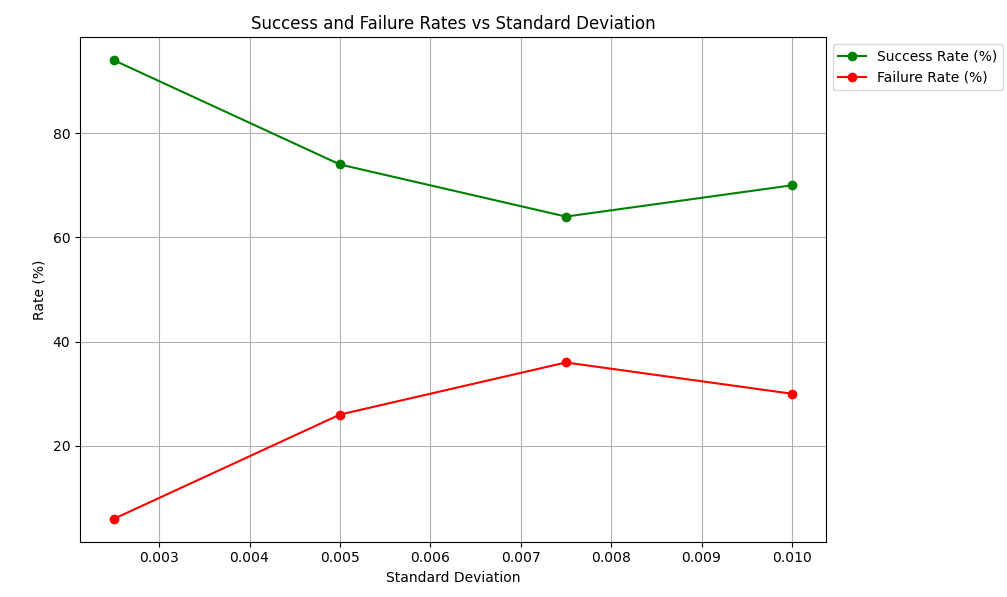 Success and Failure Rates vs Standard Deviation
Success Rate (%)
Failure Rate (%)
Rate (%)
80
60
40
20
0.003 0.004 0.005 0.006 0.007 0.008 0.009 0.010
Standard Deviation